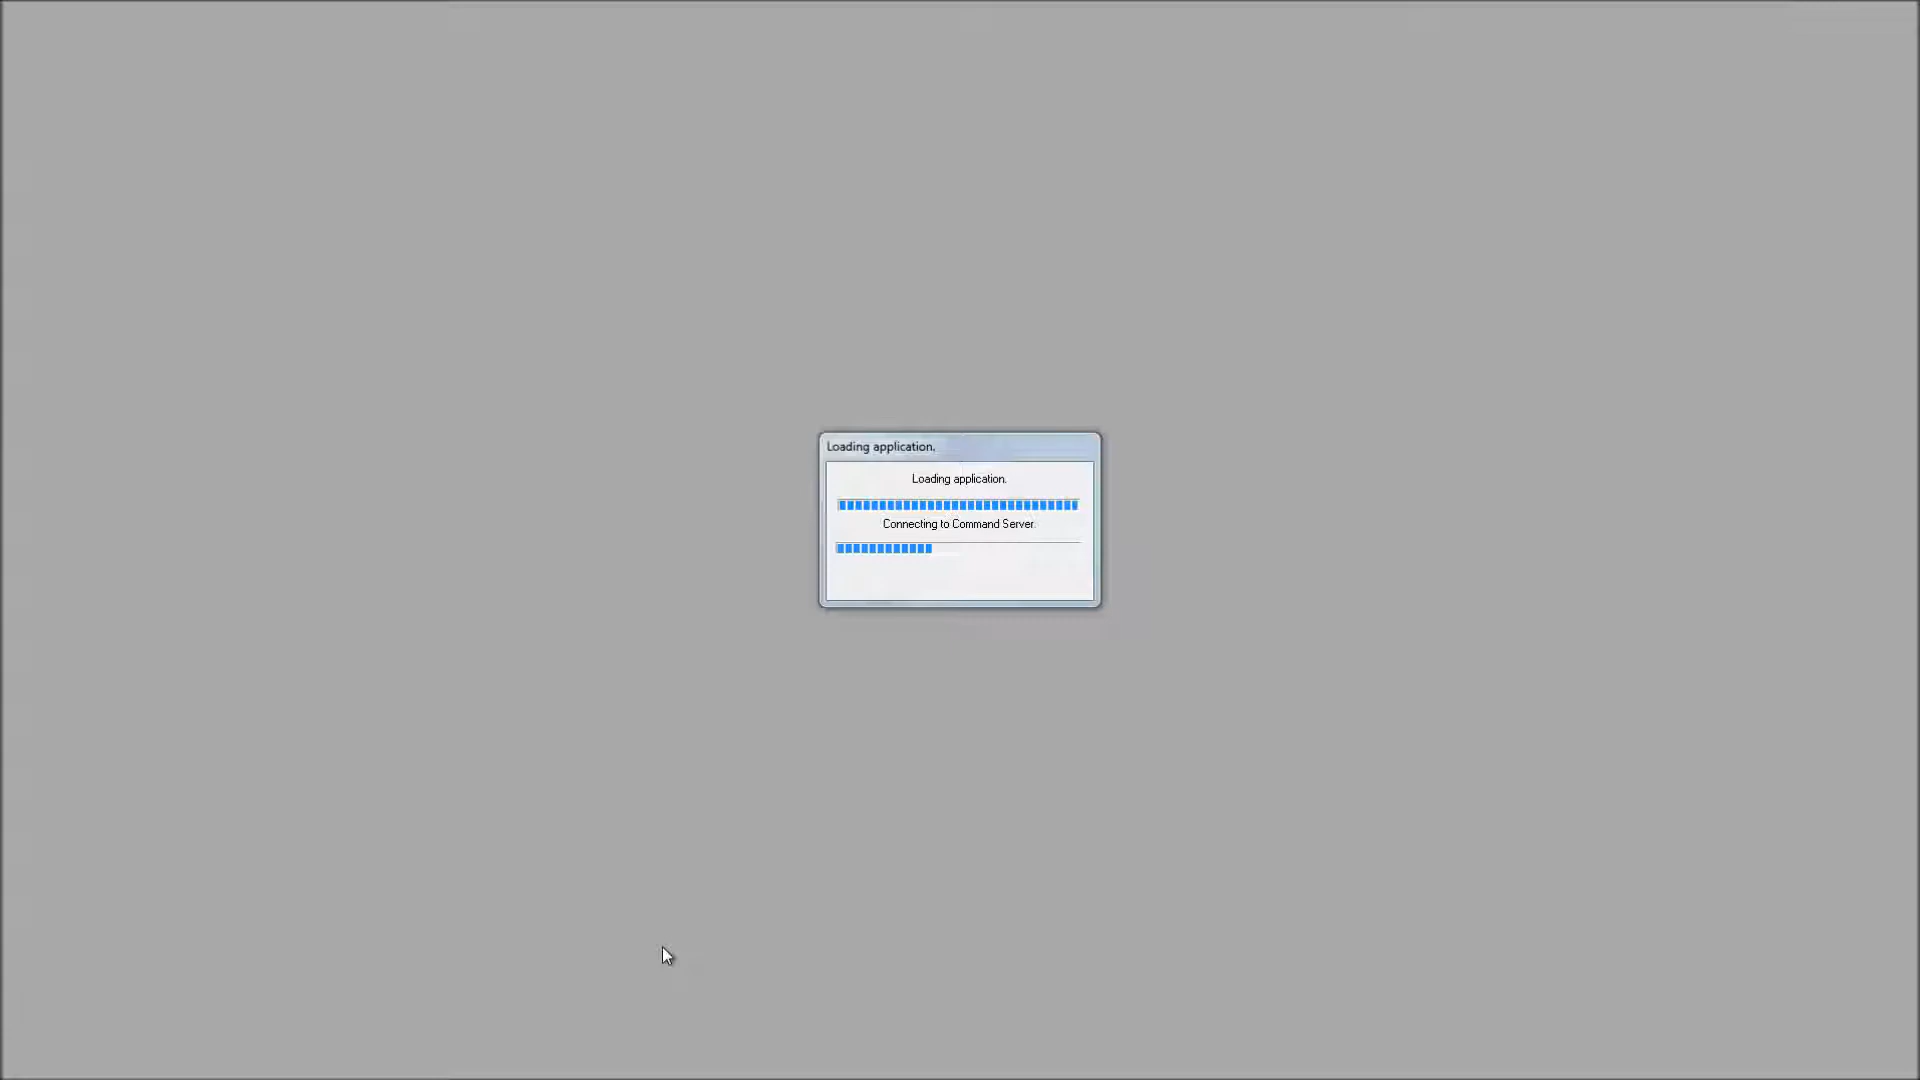 Loading application.
Loading application.
Connecting to Command Server.